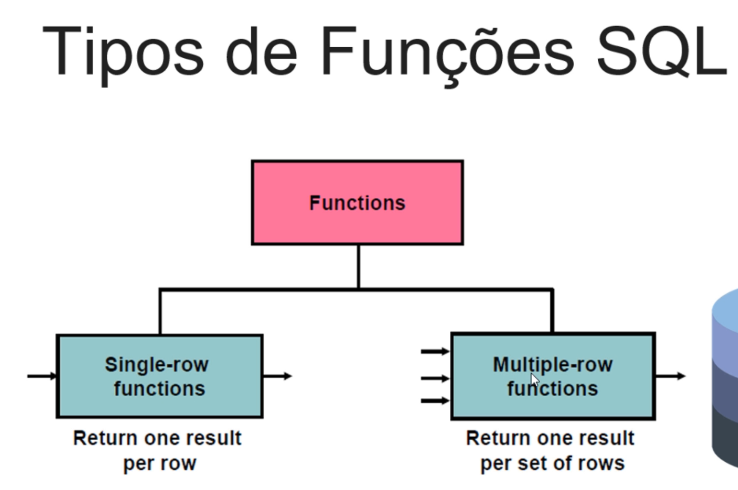 Tipos de Funções SQL
Functions
Single-row
functions
Multiple-row
functions
Return one result
per row
Return one result
per set of rows